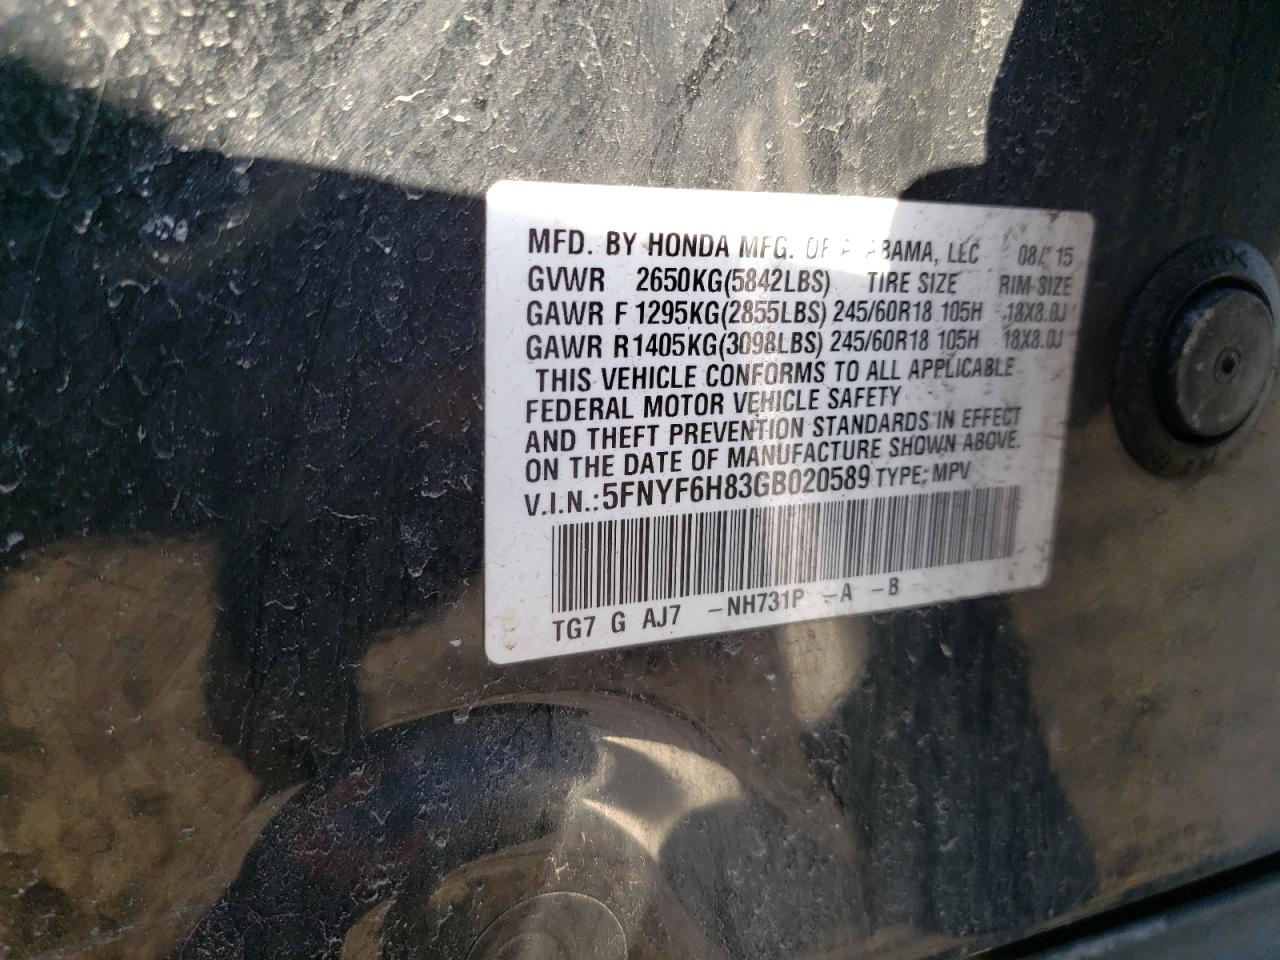 MFD. BY HONDA MFG. OF LLC 15
GVWR 2650KG(5842LBS) TIRE SIZE RIM SIZE
GAWR F 1295KG(2855LBS) 245/60R18 105H 18X8.0J
GAWR R1405KG(3098LBS) 245/60R18 105H 18X8.0J
THIS VEHICLE CONFORMS TO ALL APPLICABLE
FEDERAL MOTOR VEHICLE SAFETY
AND THEFT PREVENTION STANDARDS IN EFFECT
ON THE DATE OF MANUFACTURE SHOWN ABOVE.
V.I.N.: 5FNYF6H83GB020589 TYPE: MPV
TG7 G AJ7 -NH731P -A -B